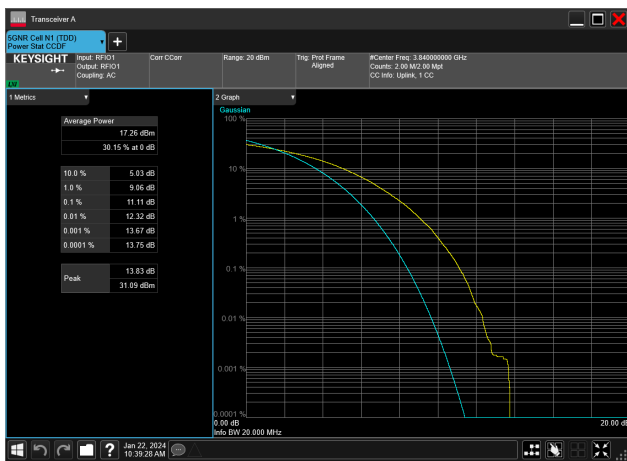 Transceiver A
5GNR Cell N1 (TDD)
Power Stat CCDF
KEYSIGHT
LXI
Input: RFIO1
Output: RFIO1
Coupling: AC
Corr CCorr
Range: 20 dBm
Trig: Prot Frame
Aligned
#Center Freq: 3.840000000 GHz
Counts: 2.00 M/2.00 Mpt
CC Info: Uplink, 1 CC
1 Metrics
Average Power
17.26 dBm
30.15 % at 0 dB
10.0 % 5.03 dB
1.0 % 9.06 dB
0.1 % 11.11 dB
0.01 % 12.32 dB
0.001 % 13.67 dB
0.0001 % 13.75 dB
Peak
13.83 dB
31.09 dBm
2 Graph
Gaussian
100 %
10 %
1 %
0.1 %
0.01 %
0.001 %
0.0001 %
0.00 dB
20.00 dB
Info BW 20.000 MHz
Jan 22, 2024
10:39:28 AM